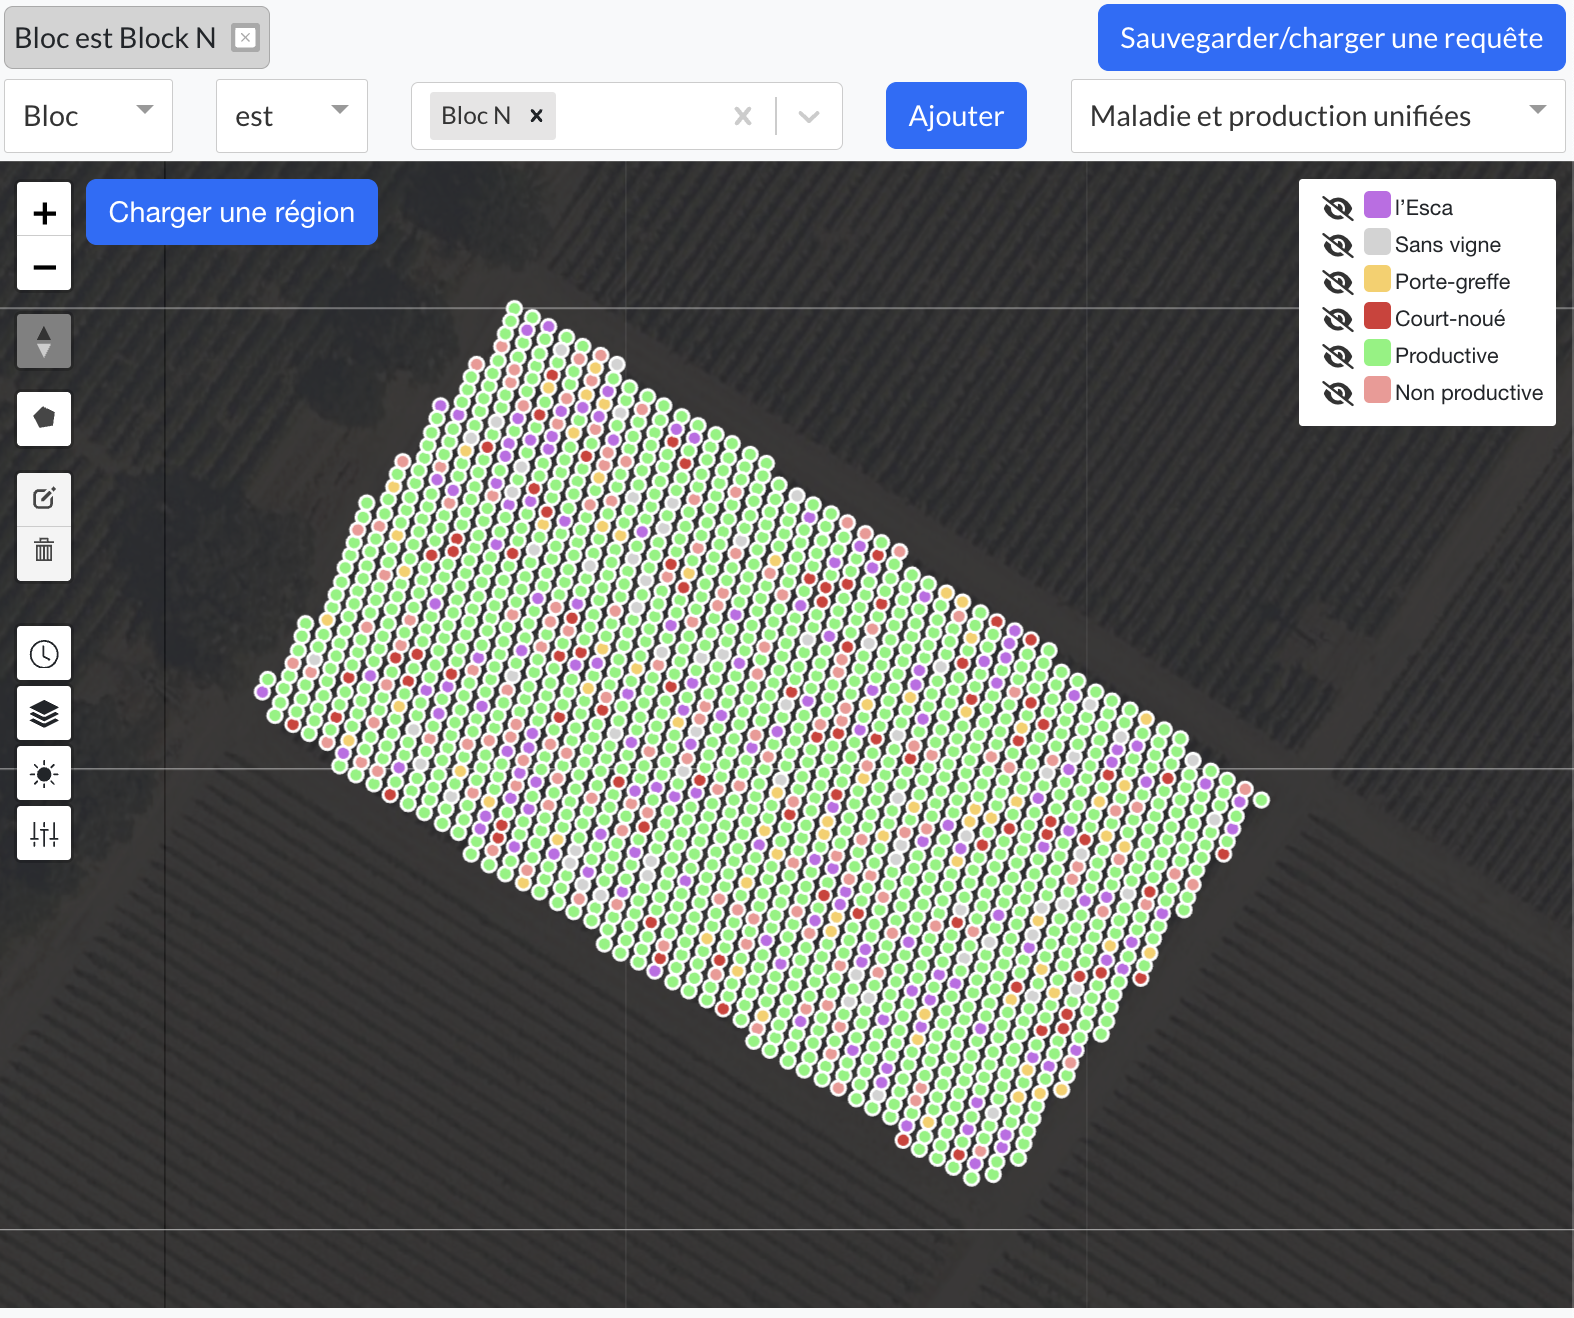 Bloc est Block N
Sauvegarder/charger une requête
Bloc
est
Bloc N
Ajouter
Maladie et production unifiées
Charger une région
l’Esca
Sans vigne
Porte-greffe
Court-noué
Productive
Non productive